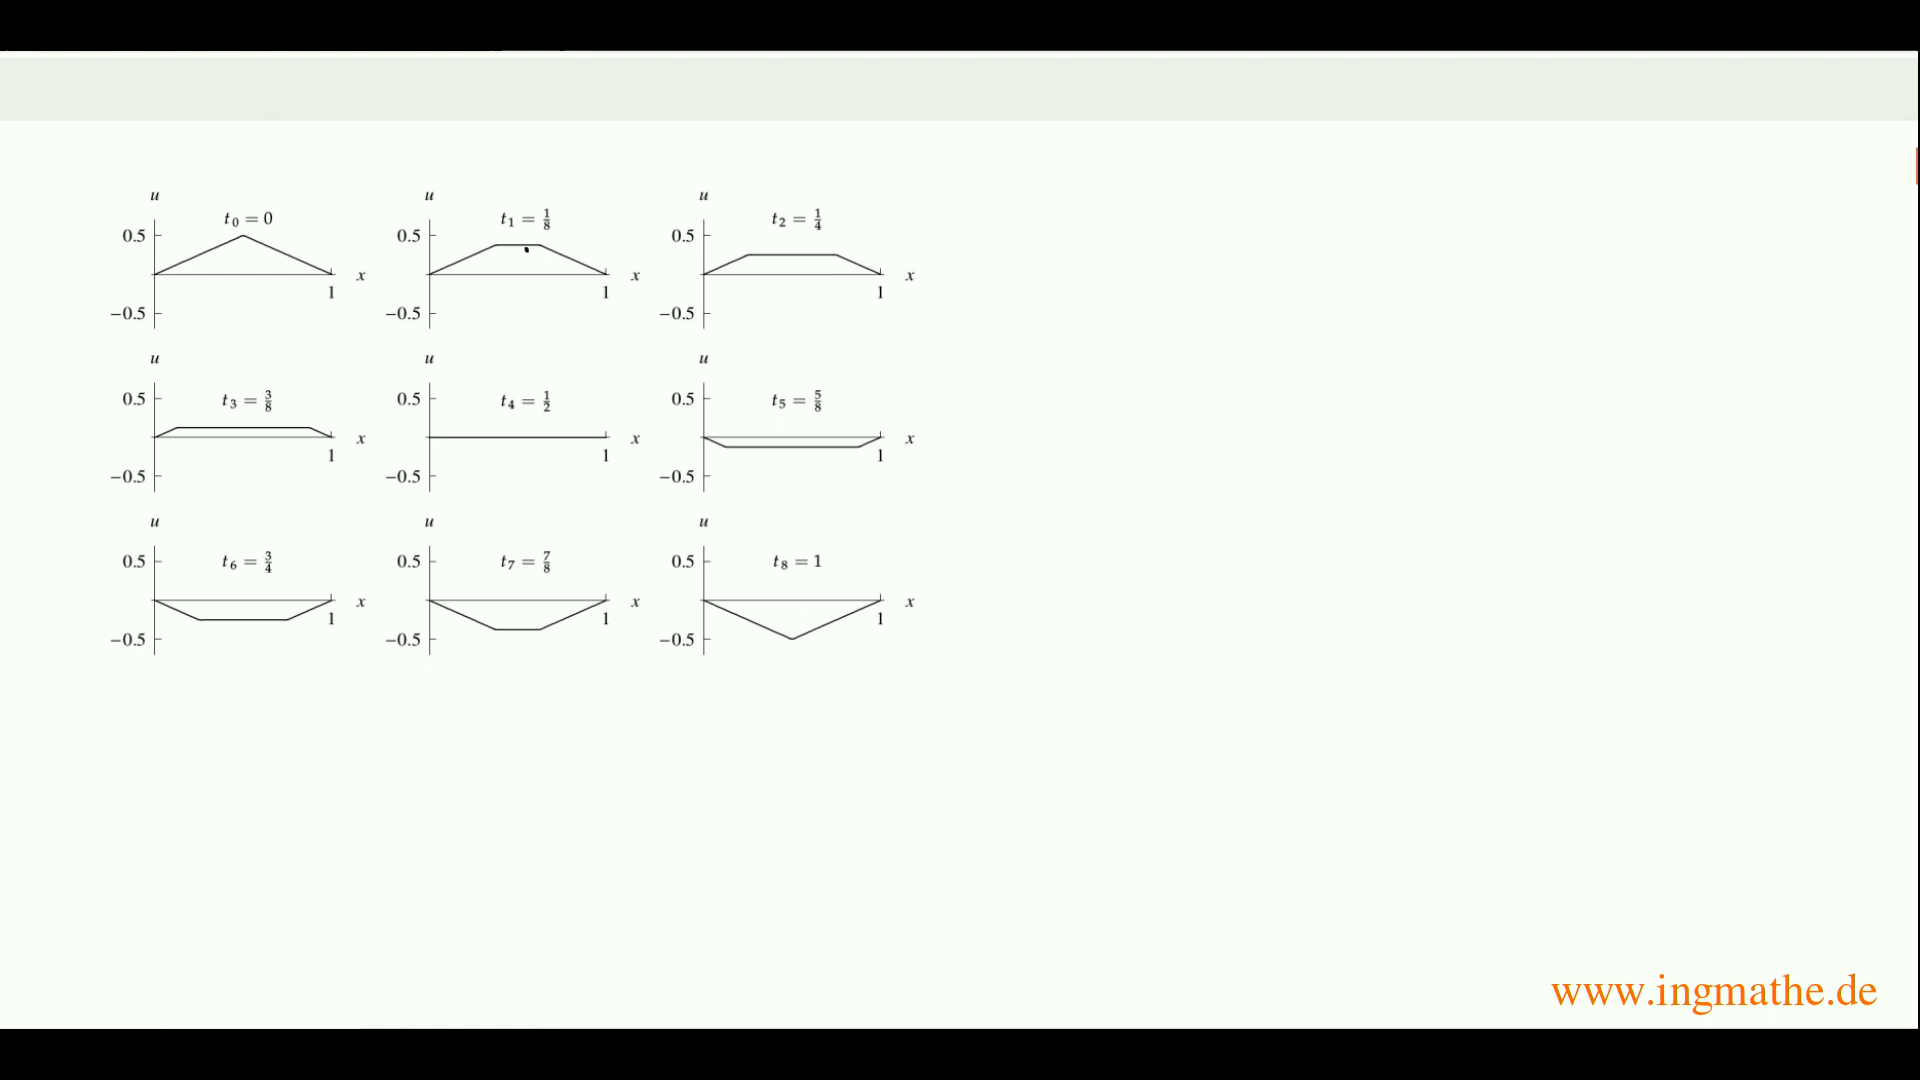 u u u
t₀ = 0 t₁ = 1/8 t₂ = 1/4
0.5 0.5 0.5
x x x
1 1 1
−0.5 −0.5 −0.5
u u u
t₃ = 3/8 t₄ = 1/2 t₅ = 5/8
0.5 0.5 0.5
x x x
1 1 1
−0.5 −0.5 −0.5
u u u
t₆ = 3/4 t₇ = 7/8 t₈ = 1
0.5 0.5 0.5
x x x
1 1 1
−0.5 −0.5 −0.5
www.ingmathe.de